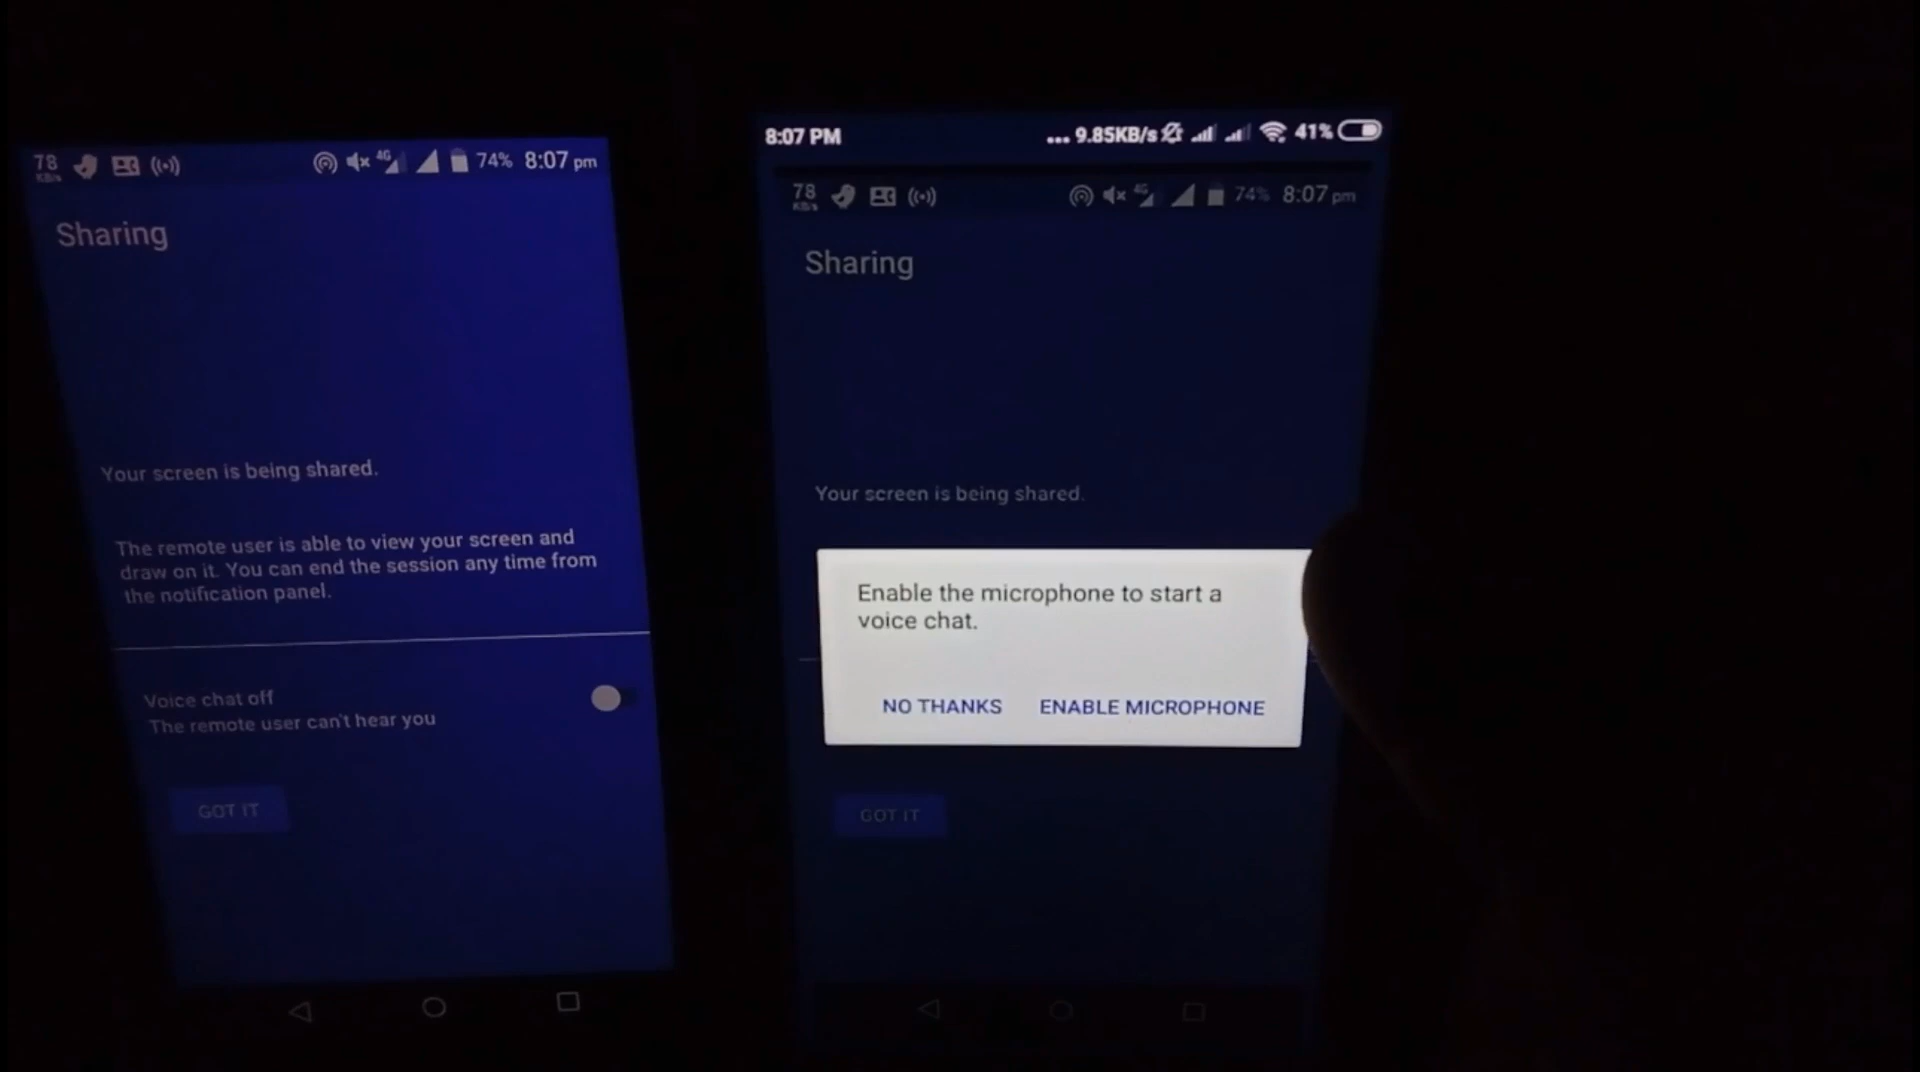 78 KB/s 4G 74% 8:07 pm
Sharing
Your screen is being shared.
The remote user is able to view your screen and
draw on it. You can end the session any time from
the notification panel.
Voice chat off
The remote user can't hear you
GOT IT
8:07 PM ... 9.85KB/s 41%
78 KB/s 4G 74% 8:07 pm
Sharing
Your screen is being shared.
Enable the microphone to start a
voice chat.
NO THANKS ENABLE MICROPHONE
GOT IT